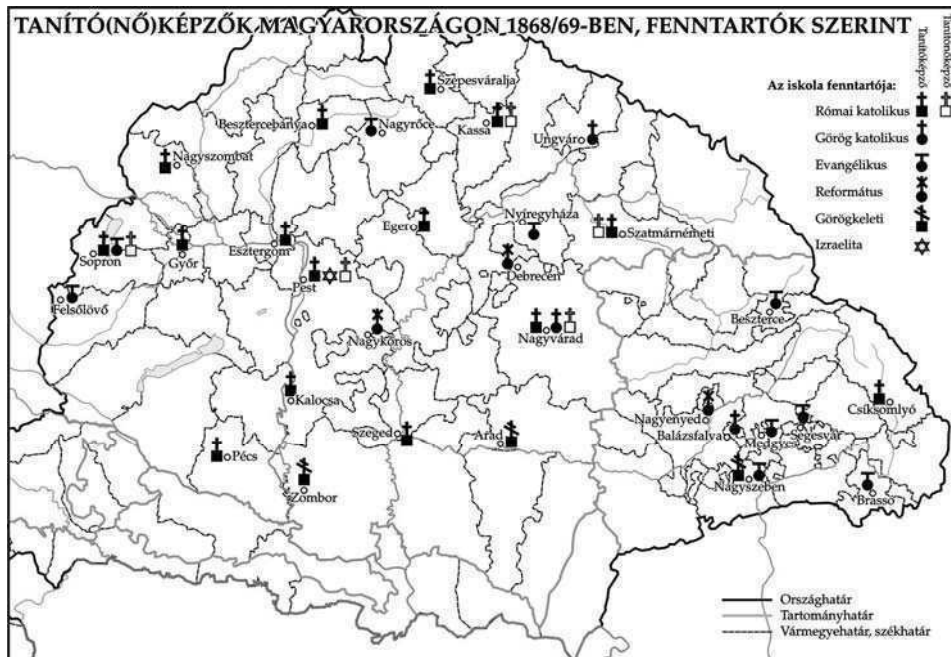 TANÍTÓ(NŐ)KÉPZŐK MAGYARORSZÁGON 1868/69-BEN, FENNTARTÓK SZERINT
Tanítóképző
Tanítónőképző
Az iskola fenntartója:
Római katolikus
Görög katolikus
Evangélikus
Református
Görögkeleti
Izraelita
Szepesváralja
Besztercebánya
Nagyrőce
Kassa
Ungvár
Nagyszombat
Nyíregyháza
Eger
Szatmárnémeti
Esztergom
Sopron
Győr
Debrecen
Pest
Felsőlövő
Beszterce
Nagykőrös
Nagyvárad
Kalocsa
Csíksomlyó
Nagyenyed
Szeged
Arad
Balázsfalva
Medgyes
Segesvár
Pécs
Nagyszeben
Zombor
Brassó
Országhatár
Tartományhatár
Vármegyehatár, székhatár